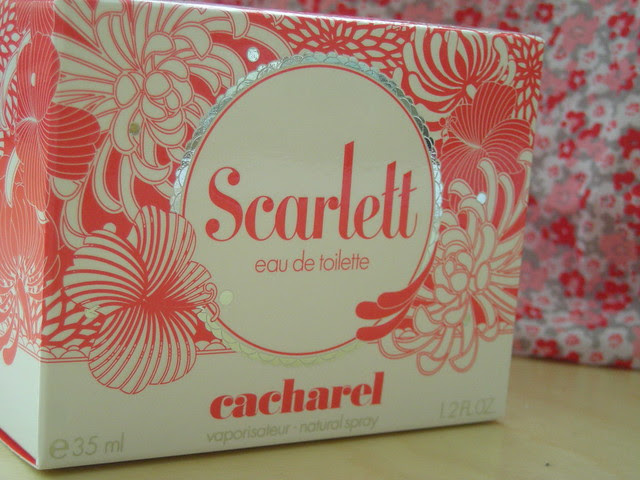 Scarlett
eau de toilette
cacharel
vaporisateur · natural spray
℮ 35 ml
1.2 FL.OZ.